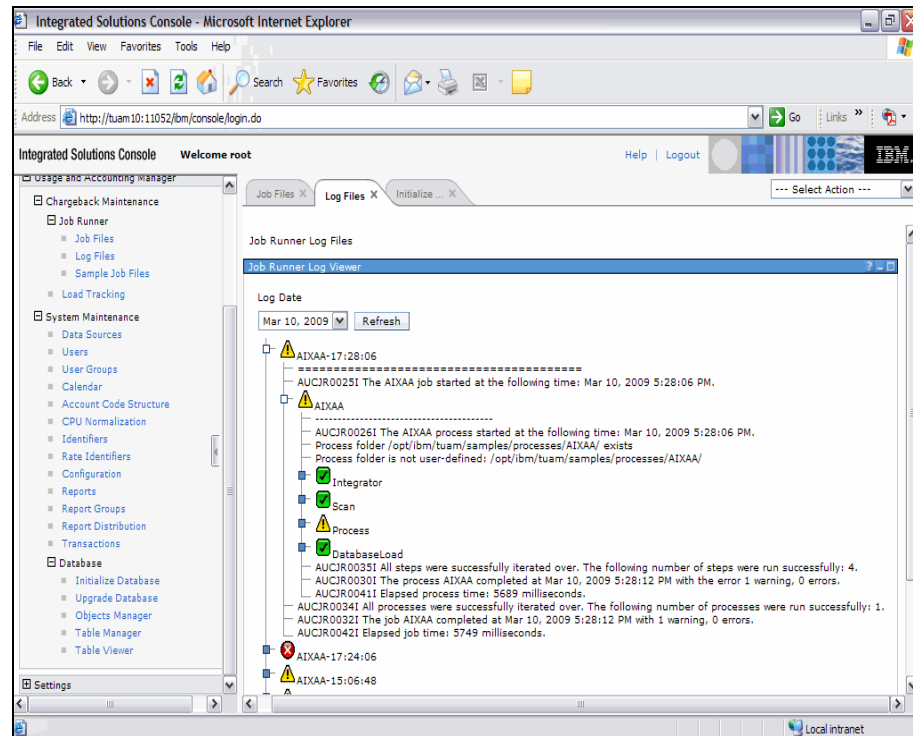 Integrated Solutions Console - Microsoft Internet Explorer
File Edit View Favorites Tools Help
Back Search Favorites
Address http://tuam10:11052/ibm/console/login.do Go Links »
Integrated Solutions Console Welcome root Help | Logout IBM.
Usage and Accounting Manager
Chargeback Maintenance
Job Runner
Job Files
Log Files
Sample Job Files
Load Tracking
System Maintenance
Data Sources
Users
User Groups
Calendar
Account Code Structure
CPU Normalization
Identifiers
Rate Identifiers
Configuration
Reports
Report Groups
Report Distribution
Transactions
Database
Initialize Database
Upgrade Database
Objects Manager
Table Manager
Table Viewer
Settings
Job Files X Log Files X Initialize ... X --- Select Action ---
Job Runner Log Files
Job Runner Log Viewer
Log Date
Mar 10, 2009 Refresh
AIXAA-17:28:06
==========================================
AUCJR0025I The AIXAA job started at the following time: Mar 10, 2009 5:28:06 PM.
AIXAA
------------------------------------------
AUCJR0026I The AIXAA process started at the following time: Mar 10, 2009 5:28:06 PM.
Process folder /opt/ibm/tuam/samples/processes/AIXAA/ exists
Process folder is not user-defined: /opt/ibm/tuam/samples/processes/AIXAA/
Integrator
Scan
Process
DatabaseLoad
AUCJR0035I All steps were successfully iterated over. The following number of steps were run successfully: 4.
AUCJR0030I The process AIXAA completed at Mar 10, 2009 5:28:12 PM with the error 1 warning, 0 errors.
AUCJR0041I Elapsed process time: 5689 milliseconds.
AUCJR0034I All processes were successfully iterated over. The following number of processes were run successfully: 1.
AUCJR0032I The job AIXAA completed at Mar 10, 2009 5:28:12 PM with 1 warning, 0 errors.
AUCJR0042I Elapsed job time: 5749 milliseconds.
AIXAA-17:24:06
AIXAA-15:06:48
Local intranet